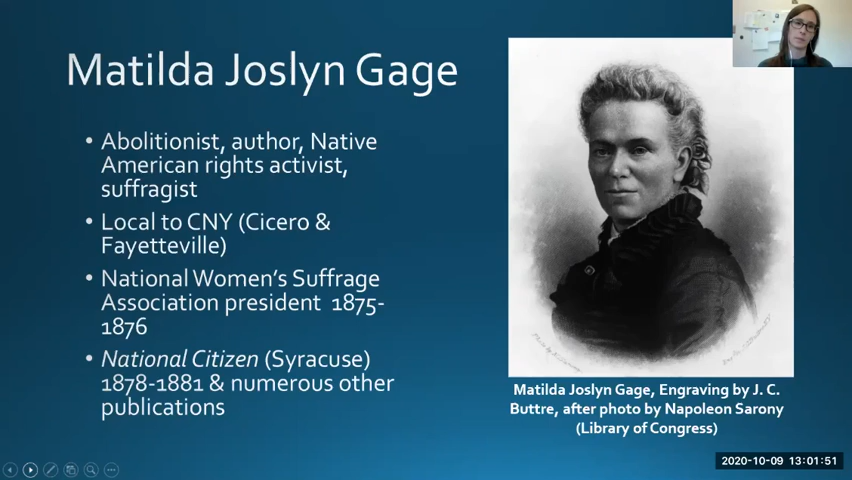 Matilda Joslyn Gage
• Abolitionist, author, Native
American rights activist,
suffragist
• Local to CNY (Cicero &
Fayetteville)
• National Women's Suffrage
Association president 1875-
1876
• National Citizen (Syracuse)
1878-1881 & numerous other
publications
Matilda Joslyn Gage, Engraving by J. C.
Buttre, after photo by Napoleon Sarony
(Library of Congress)
2020-10-09 13:01:51